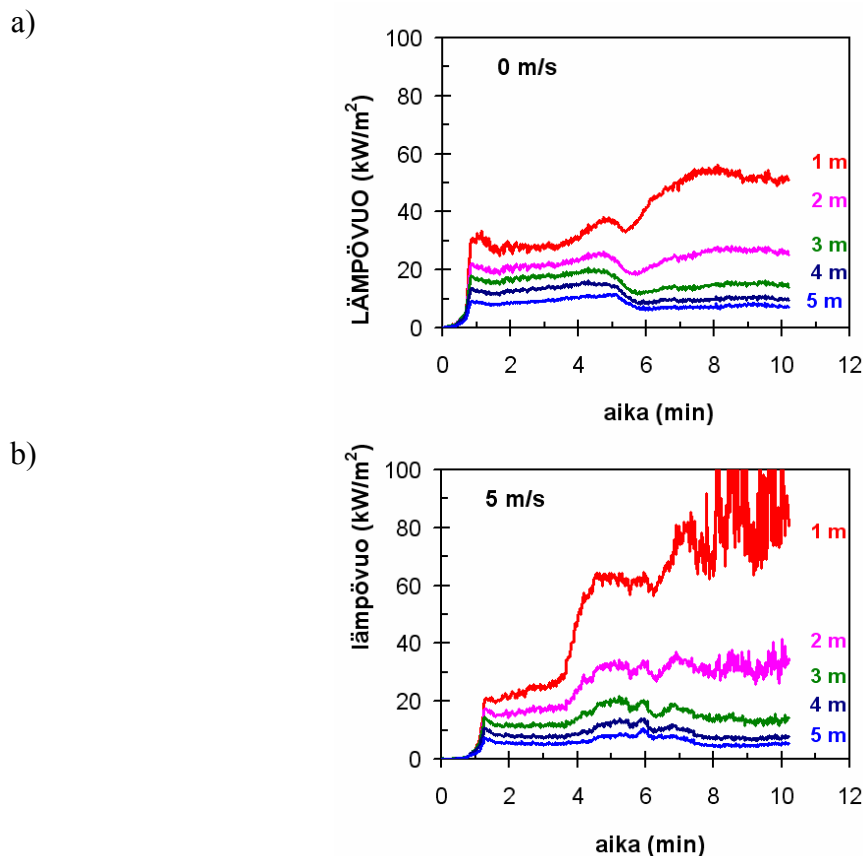 a)
LÄMPÖVUO (kW/m²)
100
80
60
40
20
0
0 m/s
1 m
2 m
3 m
4 m
5 m
0 2 4 6 8 10 12
aika (min)
b)
lämpövuo (kW/m²)
100
80
60
40
20
0
5 m/s
1 m
2 m
3 m
4 m
5 m
0 2 4 6 8 10 12
aika (min)